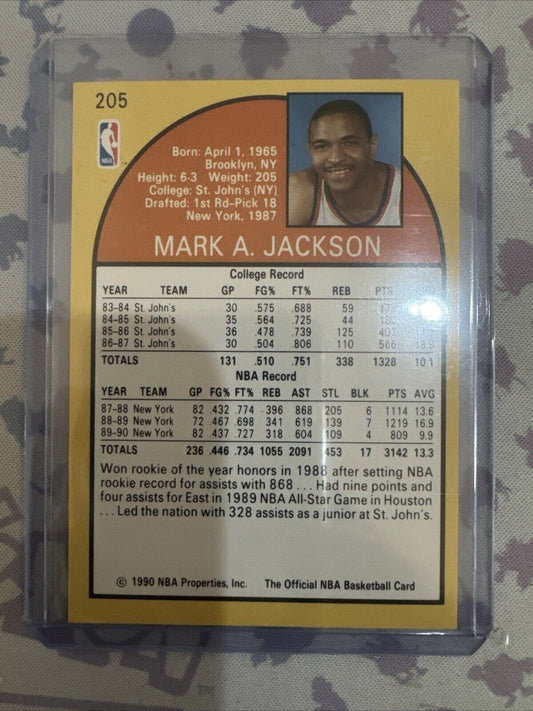 205
NBA
Born: April 1, 1965
Brooklyn, NY
Height: 6-3 Weight: 205
College: St. John's (NY)
Drafted: 1st Rd–Pick 18
New York, 1987
MARK A. JACKSON
College Record
YEAR TEAM GP FG% FT% REB PTS
83-84 St. John's 30 .575 .688 59
84-85 St. John's 35 .564 .725 44
85-86 St. John's 36 .478 .739 125
86-87 St. John's 30 .504 .806 110 566 18.9
TOTALS 131 .510 .751 338 1328 10.1
NBA Record
YEAR TEAM GP FG% FT% REB AST STL BLK PTS AVG
87-88 New York 82 .432 .774 396 868 205 6 1114 13.6
88-89 New York 72 .467 .698 341 619 139 7 1219 16.9
89-90 New York 82 .437 .727 318 604 109 4 809 9.9
TOTALS 236 .446 .734 1055 2091 453 17 3142 13.3
Won rookie of the year honors in 1988 after setting NBA
rookie record for assists with 868 . . . Had nine points and
four assists for East in 1989 NBA All-Star Game in Houston
. . . Led the nation with 328 assists as a junior at St. John's.
© 1990 NBA Properties, Inc. The Official NBA Basketball Card